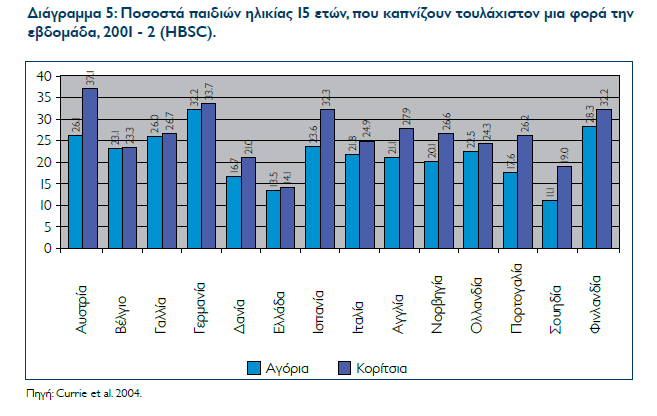 Διάγραμμα 5: Ποσοστά παιδιών ηλικίας 15 ετών, που καπνίζουν τουλάχιστον μια φορά την
εβδομάδα, 2001 - 2 (HBSC).
40
35
30
25
20
15
10
5
0
26.1
37.1
23.1
23.3
26.0
26.7
32.2
33.7
16.7
21.0
13.5
14.1
23.6
32.3
21.8
24.9
21.1
27.9
20.1
26.6
22.5
24.3
17.6
26.2
11.1
19.0
28.3
32.2
Αυστρία
Βέλγιο
Γαλλία
Γερμανία
Δανία
Ελλάδα
Ισπανία
Ιταλία
Αγγλία
Νορβηγία
Ολλανδία
Πορτογαλία
Σουηδία
Φινλανδία
Αγόρια
Κορίτσια
Πηγή: Currie et al. 2004.